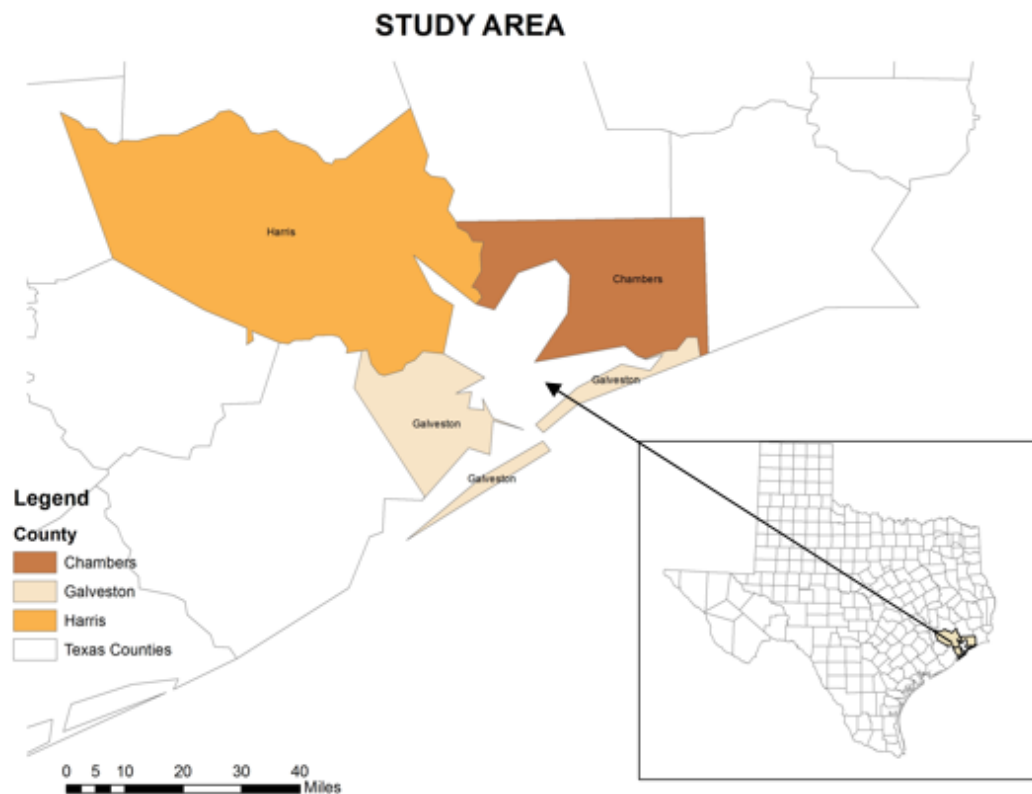 STUDY AREA
Harris
Chambers
Galveston
Galveston
Galveston
Legend
County
Chambers
Galveston
Harris
Texas Counties
0 5 10 20 30 40
Miles